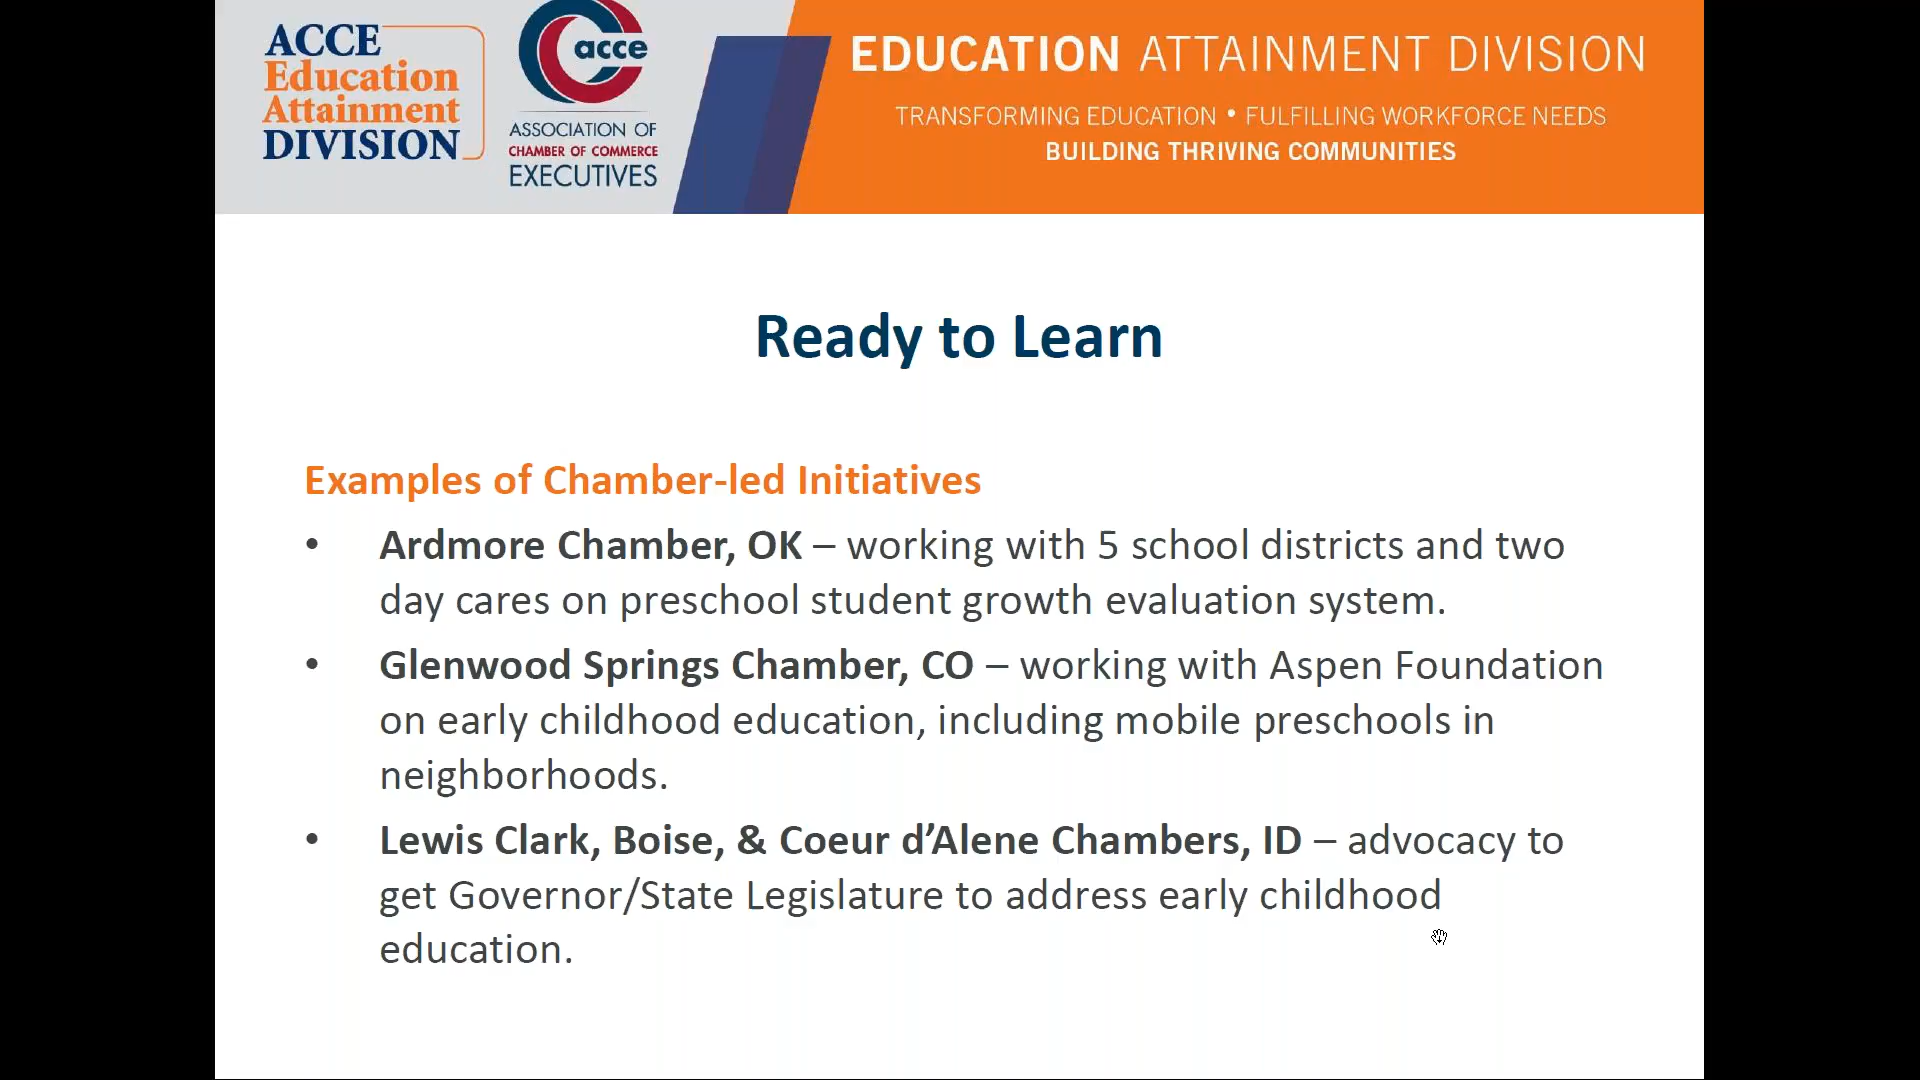 ACCE
Education
Attainment
DIVISION
acce
ASSOCIATION OF
CHAMBER OF COMMERCE
EXECUTIVES
EDUCATION ATTAINMENT DIVISION
TRANSFORMING EDUCATION • FULFILLING WORKFORCE NEEDS
BUILDING THRIVING COMMUNITIES
Ready to Learn
Examples of Chamber-led Initiatives
• Ardmore Chamber, OK – working with 5 school districts and two
day cares on preschool student growth evaluation system.
• Glenwood Springs Chamber, CO – working with Aspen Foundation
on early childhood education, including mobile preschools in
neighborhoods.
• Lewis Clark, Boise, & Coeur d’Alene Chambers, ID – advocacy to
get Governor/State Legislature to address early childhood
education.